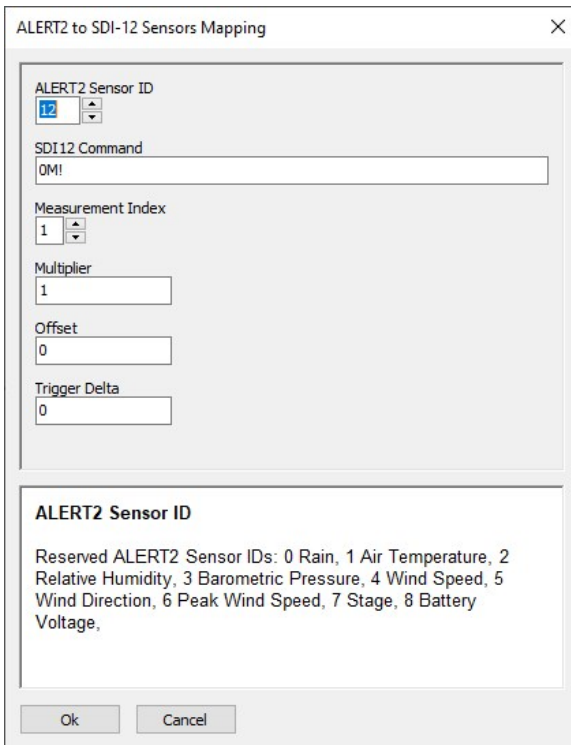 ALERT2 to SDI-12 Sensors Mapping
ALERT2 Sensor ID
12
SDI12 Command
0M!
Measurement Index
1
Multiplier
1
Offset
0
Trigger Delta
0
ALERT2 Sensor ID
Reserved ALERT2 Sensor IDs: 0 Rain, 1 Air Temperature, 2
Relative Humidity, 3 Barometric Pressure, 4 Wind Speed, 5
Wind Direction, 6 Peak Wind Speed, 7 Stage, 8 Battery
Voltage,
Ok Cancel